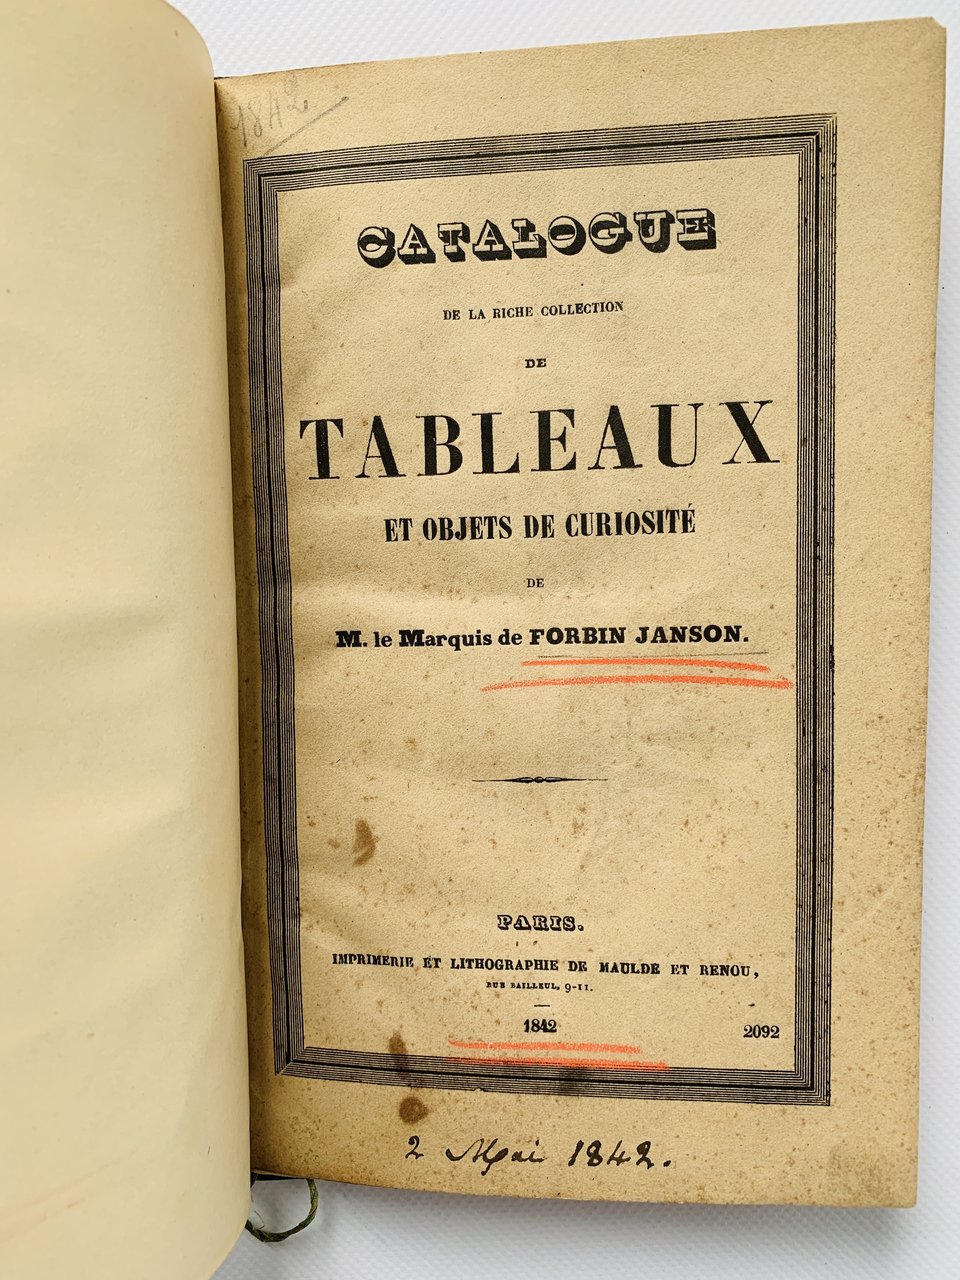 1842
CATALOGUE
DE LA RICHE COLLECTION
DE
TABLEAUX
ET OBJETS DE CURIOSITÉ
DE
M. le Marquis de FORBIN JANSON.
PARIS.
IMPRIMERIE ET LITHOGRAPHIE DE MAULDE ET RENOU,
RUE BAILLEUL, 9-11.
1842
2092
2 Mai 1842.